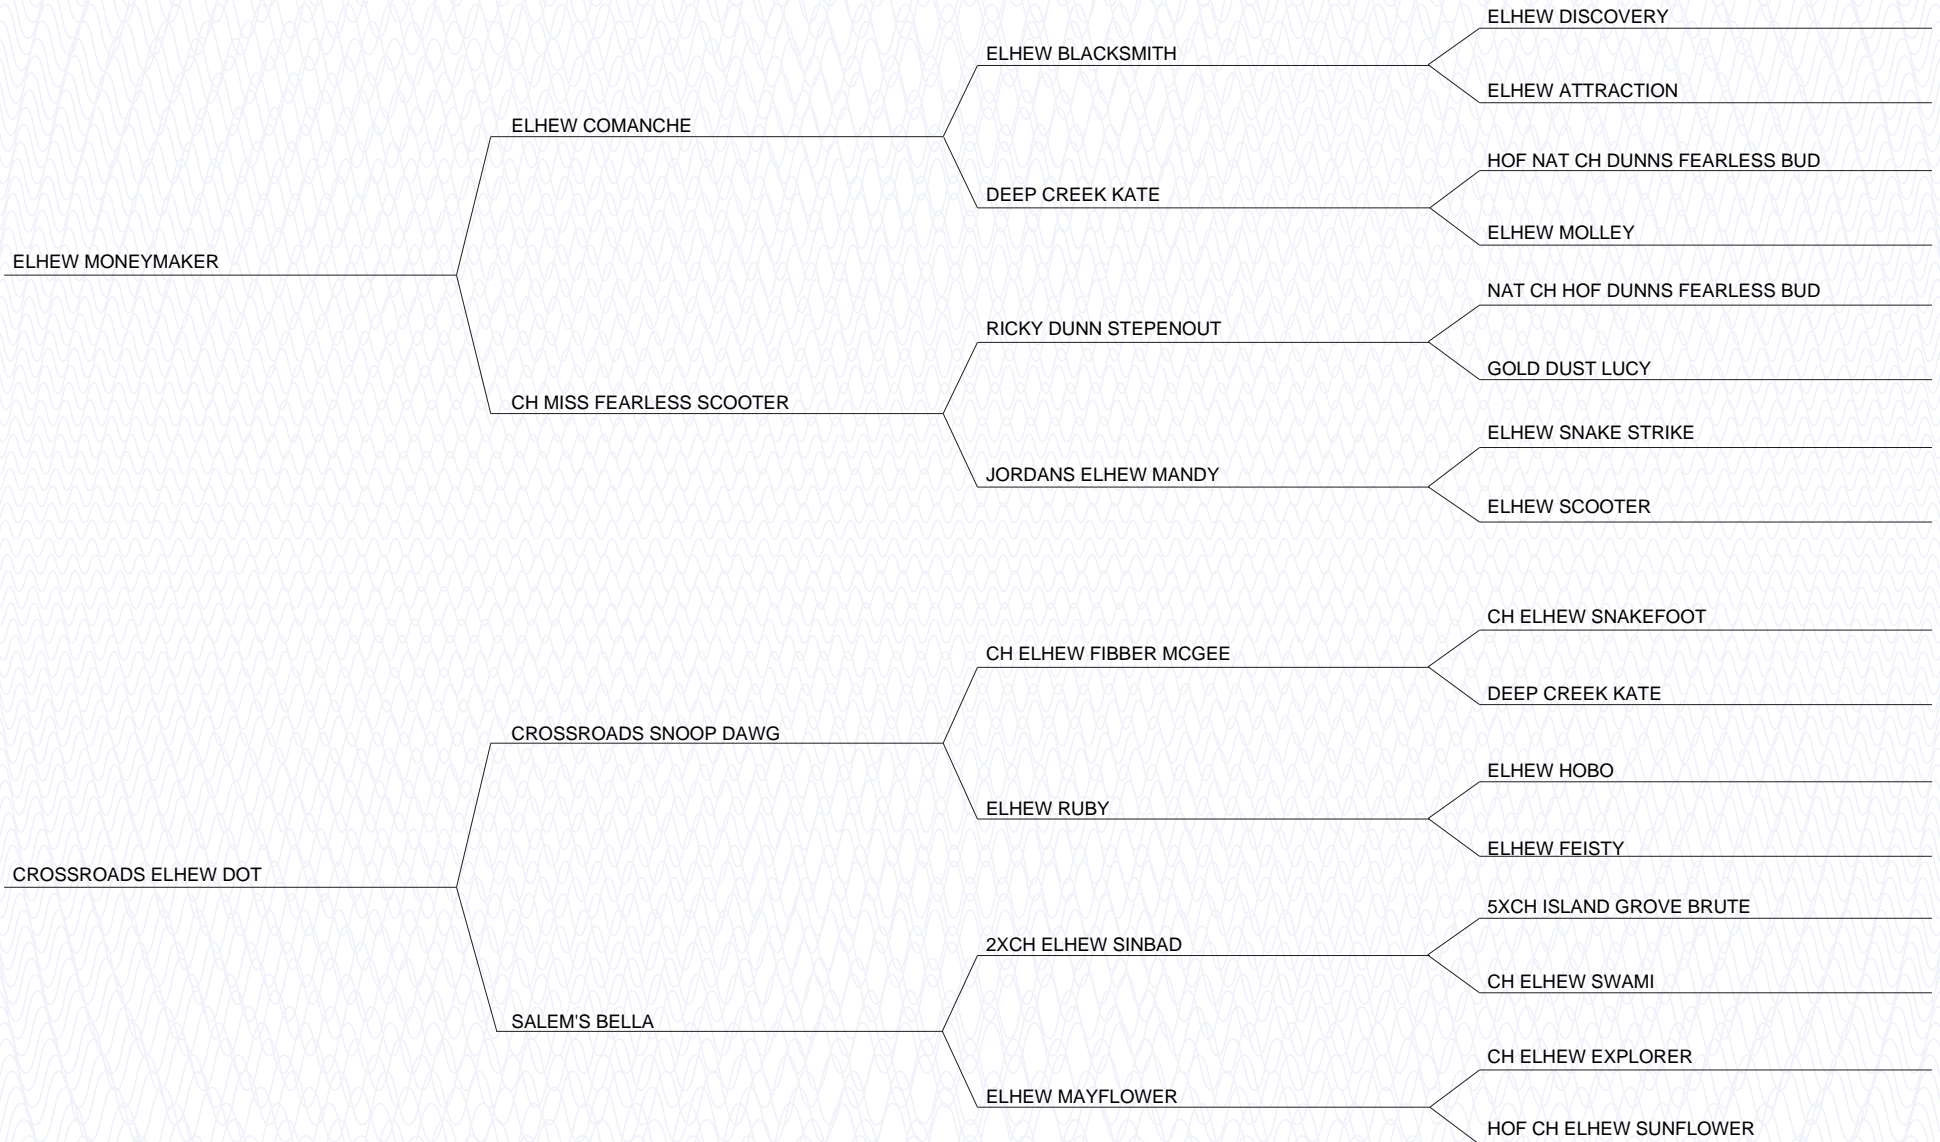 ELHEW DISCOVERY
ELHEW BLACKSMITH
ELHEW ATTRACTION
ELHEW COMANCHE
HOF NAT CH DUNNS FEARLESS BUD
DEEP CREEK KATE
ELHEW MOLLEY
ELHEW MONEYMAKER
NAT CH HOF DUNNS FEARLESS BUD
RICKY DUNN STEPENOUT
GOLD DUST LUCY
CH MISS FEARLESS SCOOTER
ELHEW SNAKE STRIKE
JORDANS ELHEW MANDY
ELHEW SCOOTER
CH ELHEW SNAKEFOOT
CH ELHEW FIBBER MCGEE
DEEP CREEK KATE
CROSSROADS SNOOP DAWG
ELHEW HOBO
ELHEW RUBY
ELHEW FEISTY
CROSSROADS ELHEW DOT
5XCH ISLAND GROVE BRUTE
2XCH ELHEW SINBAD
CH ELHEW SWAMI
SALEM'S BELLA
CH ELHEW EXPLORER
ELHEW MAYFLOWER
HOF CH ELHEW SUNFLOWER